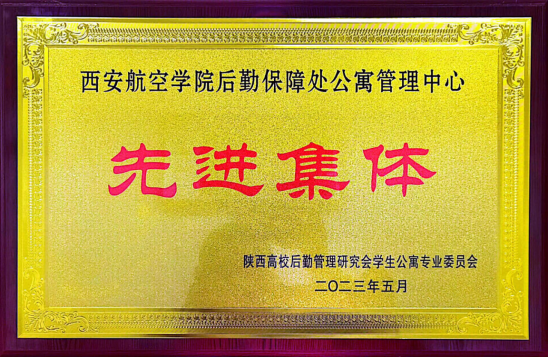 西安航空学院后勤保障处公寓管理中心
先进集体
陕西高校后勤管理研究会学生公寓专业委员会
二〇二三年五月